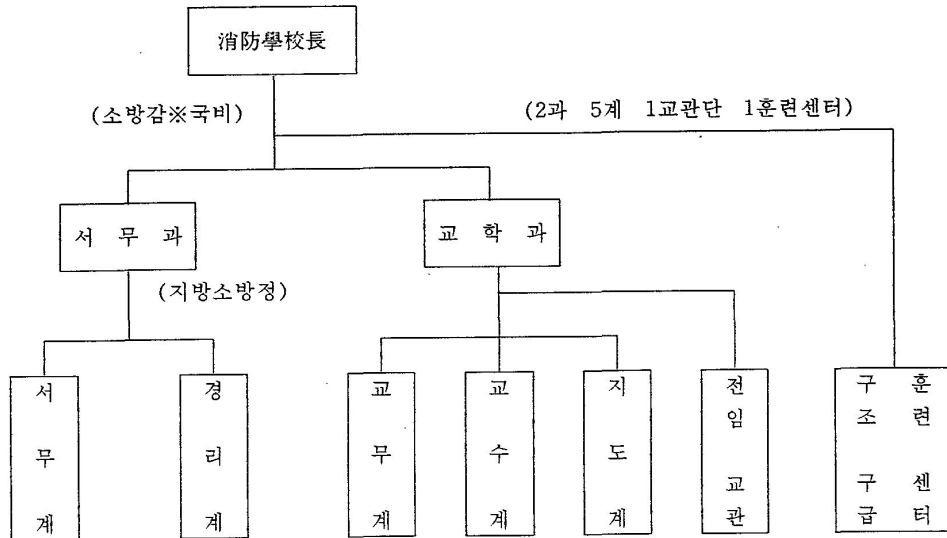 消防學校長
(소방감※국비)
(2과 5계 1교관단 1훈련센터)
서 무 과
교 학 과
(지방소방정)
서무계
경리계
교무계
교수계
지도계
전임교관
구조구급
훈련센터